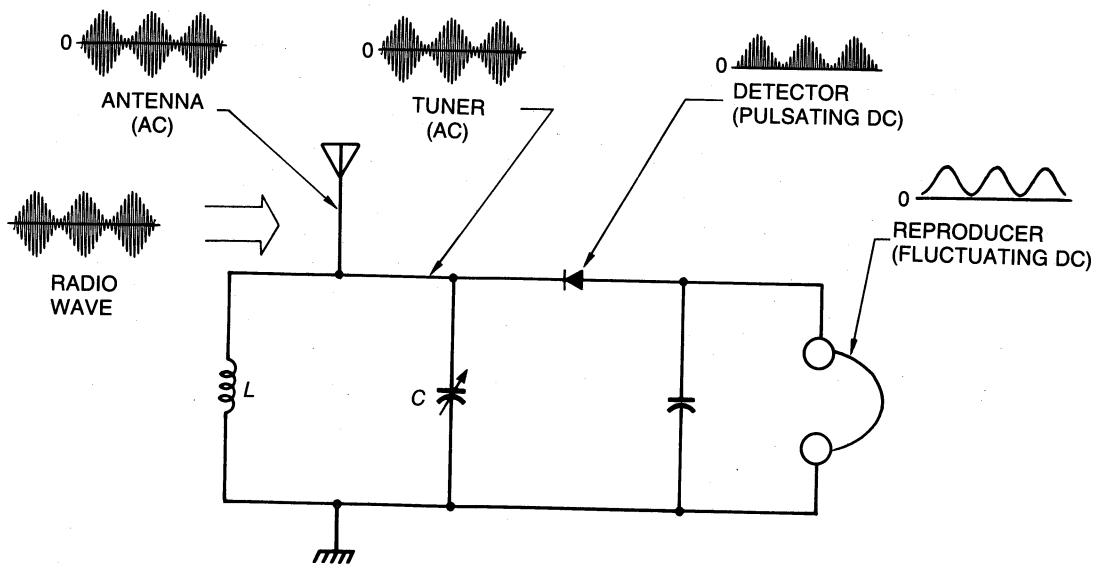 0
ANTENNA
(AC)
0
TUNER
(AC)
0
DETECTOR
(PULSATING DC)
0
REPRODUCER
(FLUCTUATING DC)
RADIO
WAVE
L
C